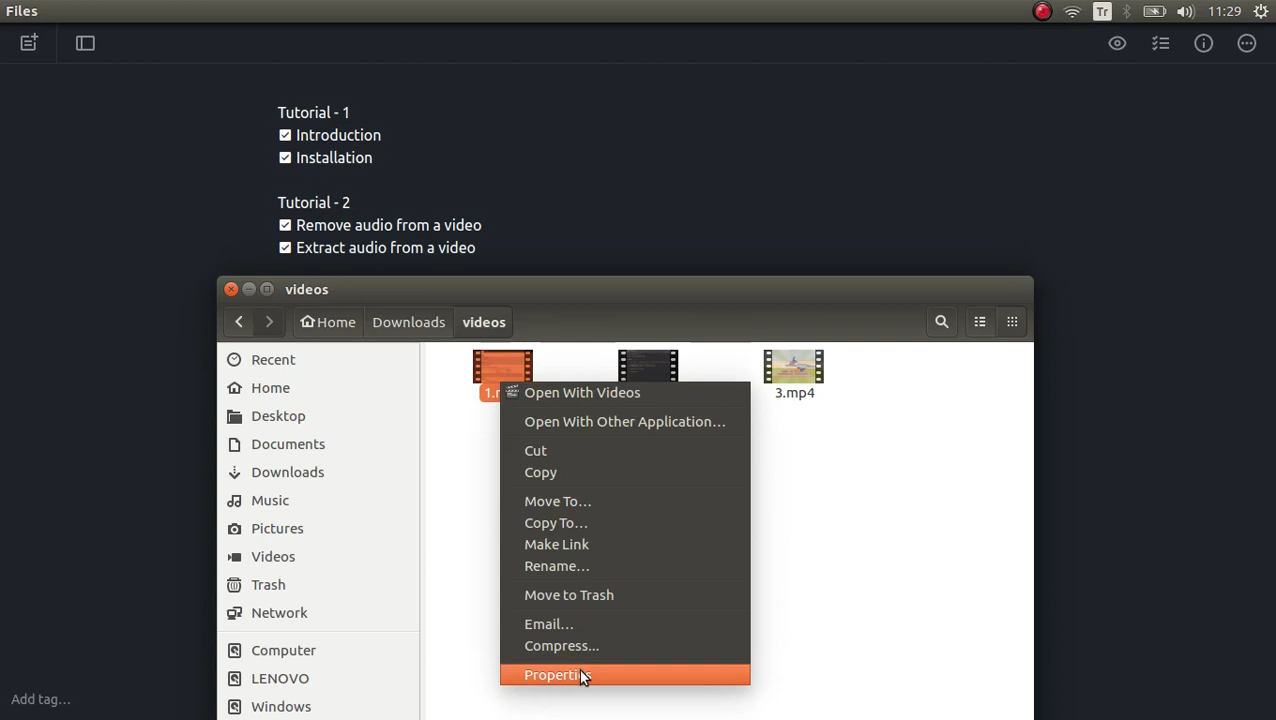 Files
Tr
11:29
Tutorial - 1
Introduction
Installation
Tutorial - 2
Remove audio from a video
Extract audio from a video
videos
Home
Downloads
videos
Recent
Home
Desktop
Documents
Downloads
Music
Pictures
Videos
Trash
Network
Computer
LENOVO
Windows
3.mp4
Open With Videos
Open With Other Application...
Cut
Copy
Move To...
Copy To...
Make Link
Rename...
Move to Trash
Email...
Compress...
Properties
Add tag...